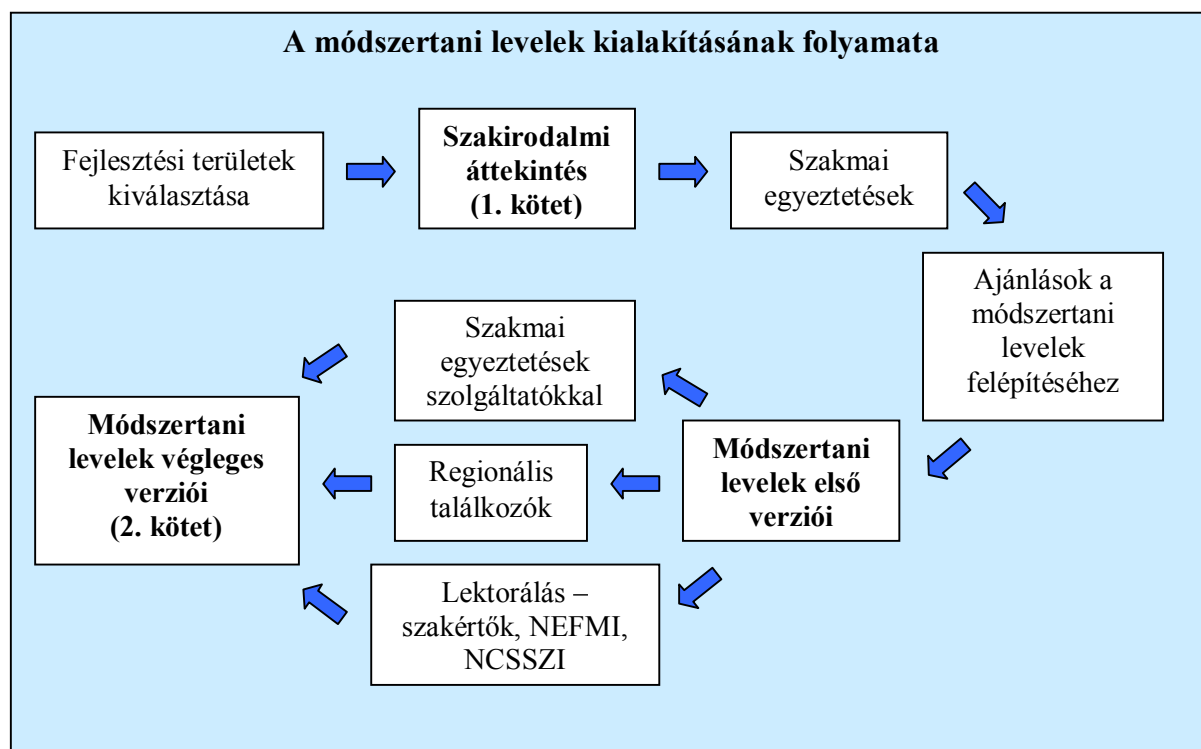 A módszertani levelek kialakításának folyamata
Fejlesztési területek
kiválasztása
Szakirodalmi
áttekintés
(1. kötet)
Szakmai
egyeztetések
Ajánlások a
módszertani
levelek
felépítéséhez
Módszertani
levelek első
verziói
Szakmai
egyeztetések
szolgáltatókkal
Regionális
találkozók
Lektorálás –
szakértők, NEFMI,
NCSSZI
Módszertani
levelek végleges
verziói
(2. kötet)